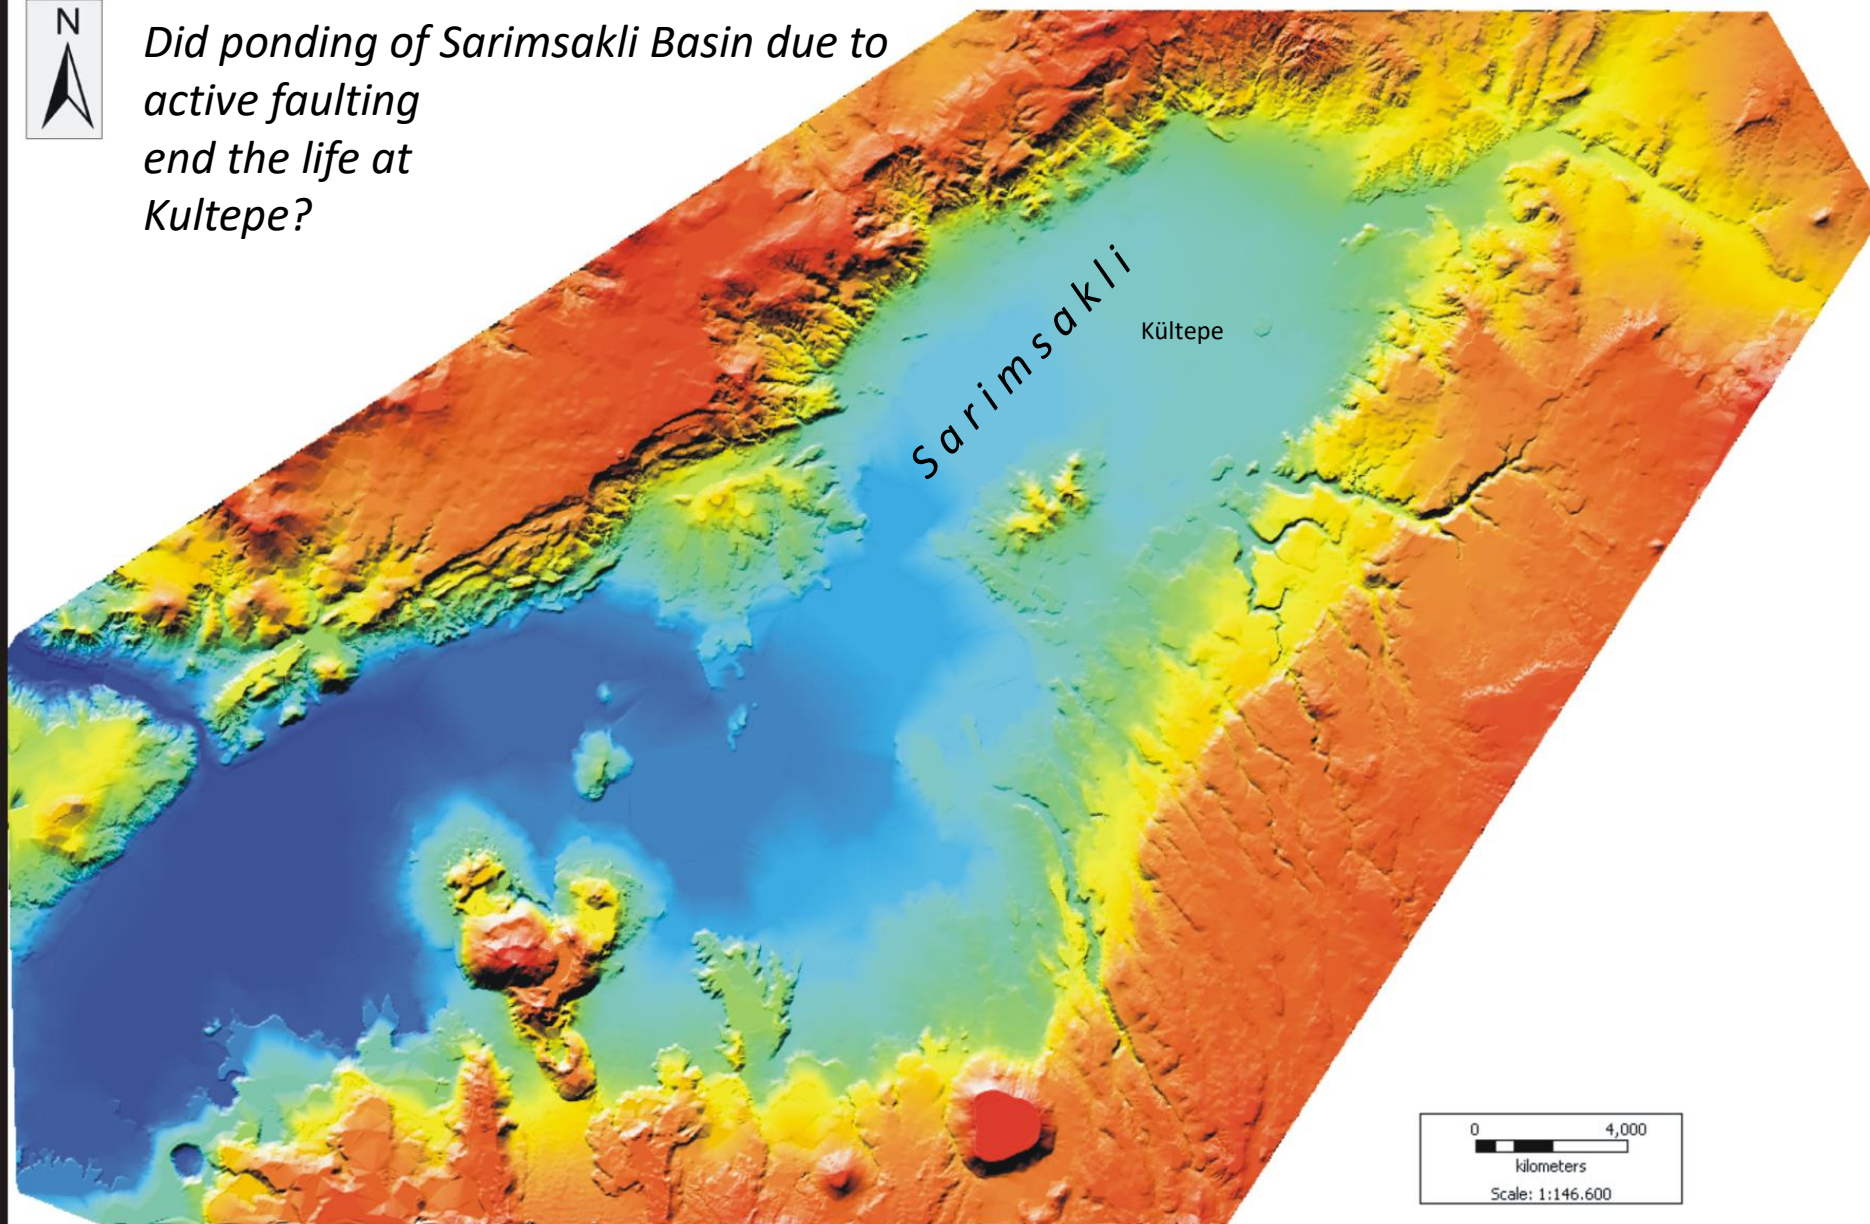 N
Did ponding of Sarimsakli Basin due to
active faulting
end the life at
Kultepe?
Sarimsakli
Kültepe
0 4,000
kilometers
Scale: 1:146.600